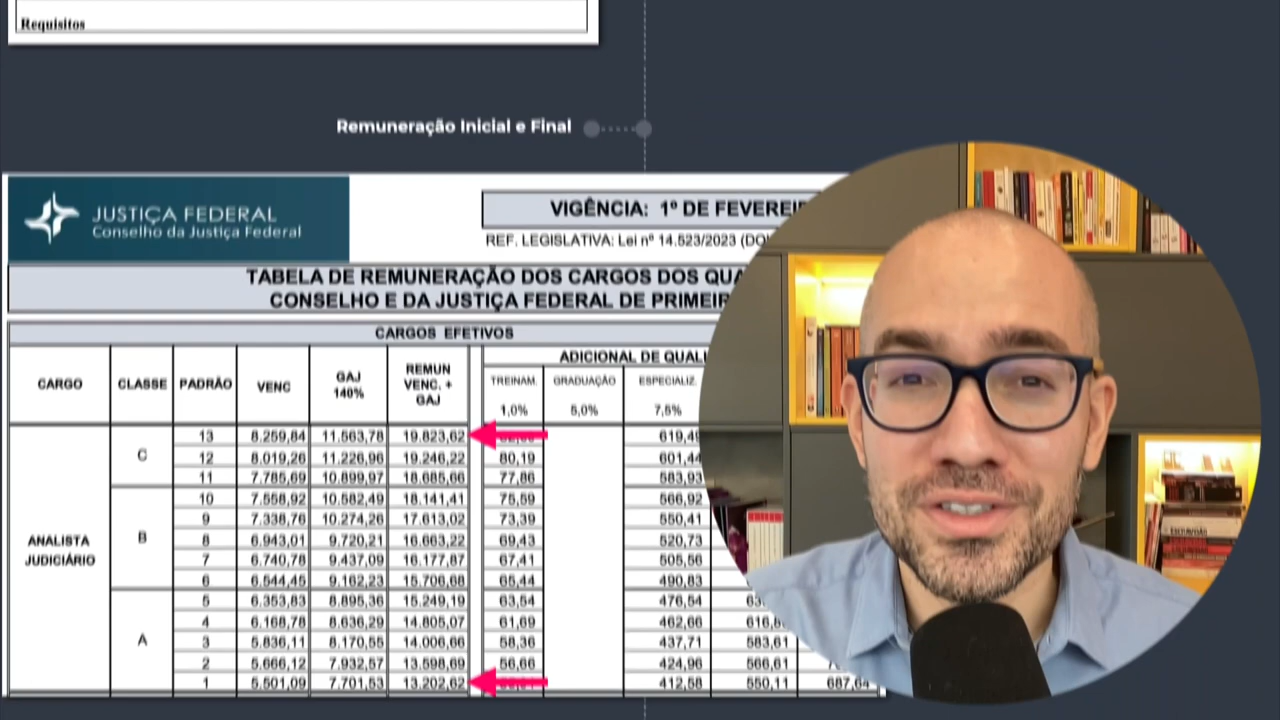 Requisitos
Remuneração Inicial e Final
JUSTIÇA FEDERAL
Conselho da Justiça Federal
VIGÊNCIA: 1º DE
REF. LEGISLATIVA: Lei nº 14.523/2023
TABELA DE REMUNERAÇÃO DOS CARGOS DOS
CONSELHO E DA JUSTIÇA FEDERAL DE
CARGOS EFETIVOS
ADICIONAL DE
CARGO CLASSE PADRÃO VENC GAJ 140% REMUN VENC. + GAJ TREINAM. 1,0% GRADUAÇÃO 5,0% ESPECIALIZ. 7,5%
ANALISTA JUDICIÁRIO
C
13 8.259,84 11.563,78 19.823,62 619,49
12 8.019,26 11.226,96 19.246,22 80,19 601,44
11 7.785,69 10.899,97 18.685,66 77,86 583,93
B
10 7.558,92 10.582,49 18.141,41 75,59 566,92
9 7.338,76 10.274,26 17.613,02 73,39 550,41
8 6.943,01 9.720,21 16.663,22 69,43 520,73
7 6.740,78 9.437,09 16.177,87 67,41 505,56
6 6.544,45 9.162,23 15.706,68 65,44 490,83
A
5 6.353,83 8.895,36 15.249,19 63,54 476,54
4 6.168,78 8.636,29 14.805,07 61,69 462,66
3 5.836,11 8.170,55 14.006,66 58,36 437,71 583,61
2 5.666,12 7.932,57 13.598,69 56,66 424,96 566,61
1 5.501,09 7.701,53 13.202,62 412,58 550,11 687,64